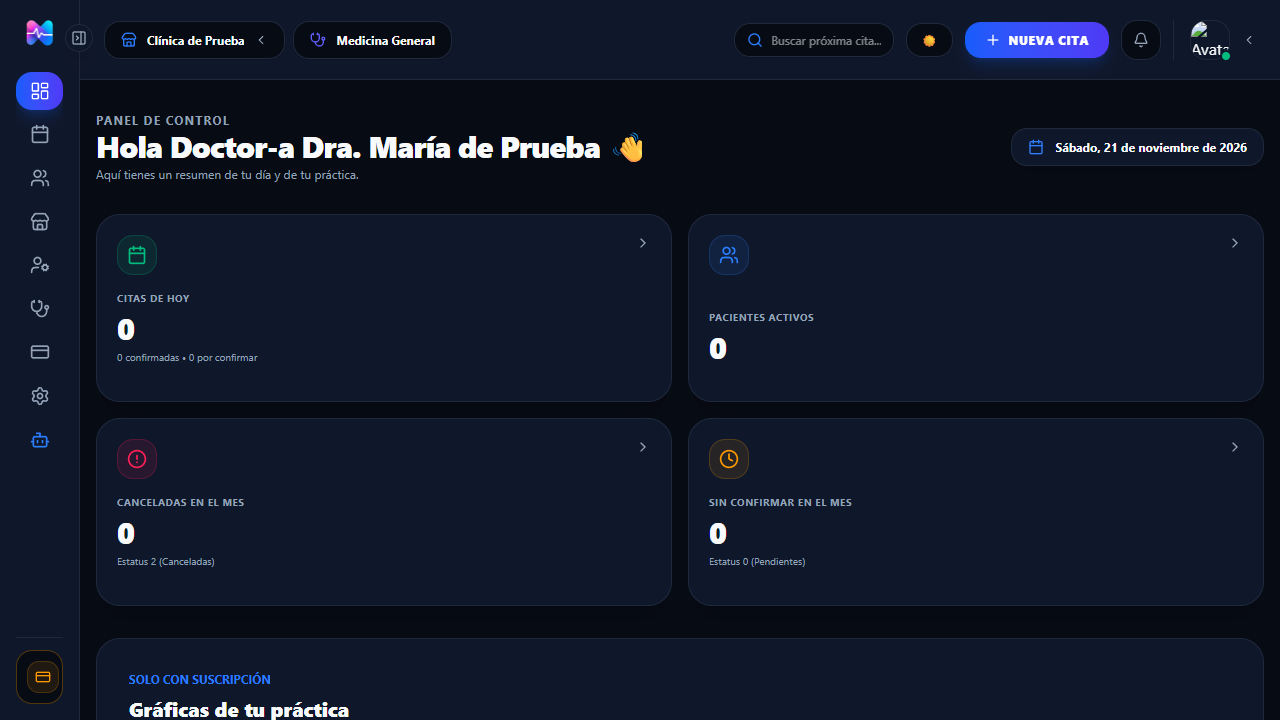 Clínica de Prueba
Medicina General
Buscar próxima cita...
NUEVA CITA
PANEL DE CONTROL
Hola Doctor-a Dra. María de Prueba 👋
Aquí tienes un resumen de tu día y de tu práctica.
Sábado, 21 de noviembre de 2026
CITAS DE HOY
0
0 confirmadas • 0 por confirmar
PACIENTES ACTIVOS
0
CANCELADAS EN EL MES
0
Estatus 2 (Canceladas)
SIN CONFIRMAR EN EL MES
0
Estatus 0 (Pendientes)
SOLO CON SUSCRIPCIÓN
Gráficas de tu práctica